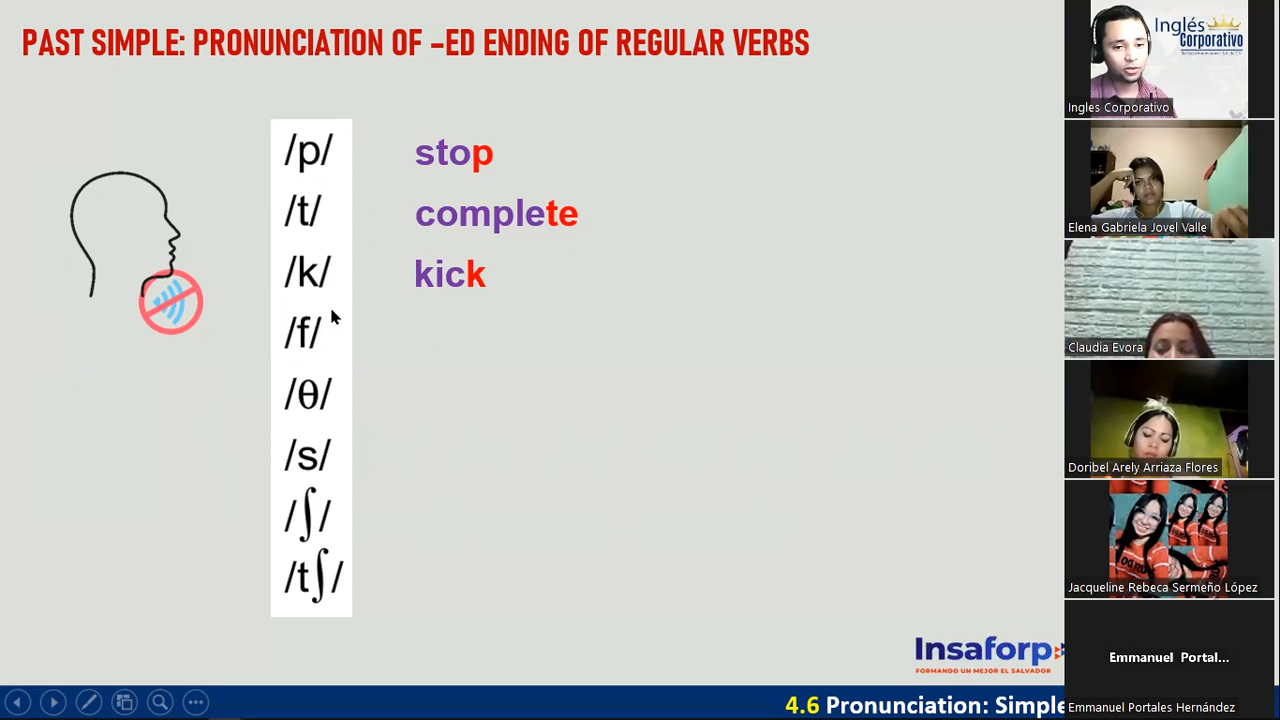 PAST SIMPLE: PRONUNCIATION OF -ED ENDING OF REGULAR VERBS
/p/ stop
/t/ complete
/k/ kick
/f/
/θ/
/s/
/ʃ/
/tʃ/
Insaforp
FORMANDO UN MEJOR EL SALVADOR
4.6 Pronunciation: Simple
Inglés
Corporativo
Ingles Corporativo
Elena Gabriela Jovel Valle
Claudia Evora
Doribel Arely Arriaza Flores
Jacqueline Rebeca Sermeño López
Emmanuel Portal...
Emmanuel Portales Hernández